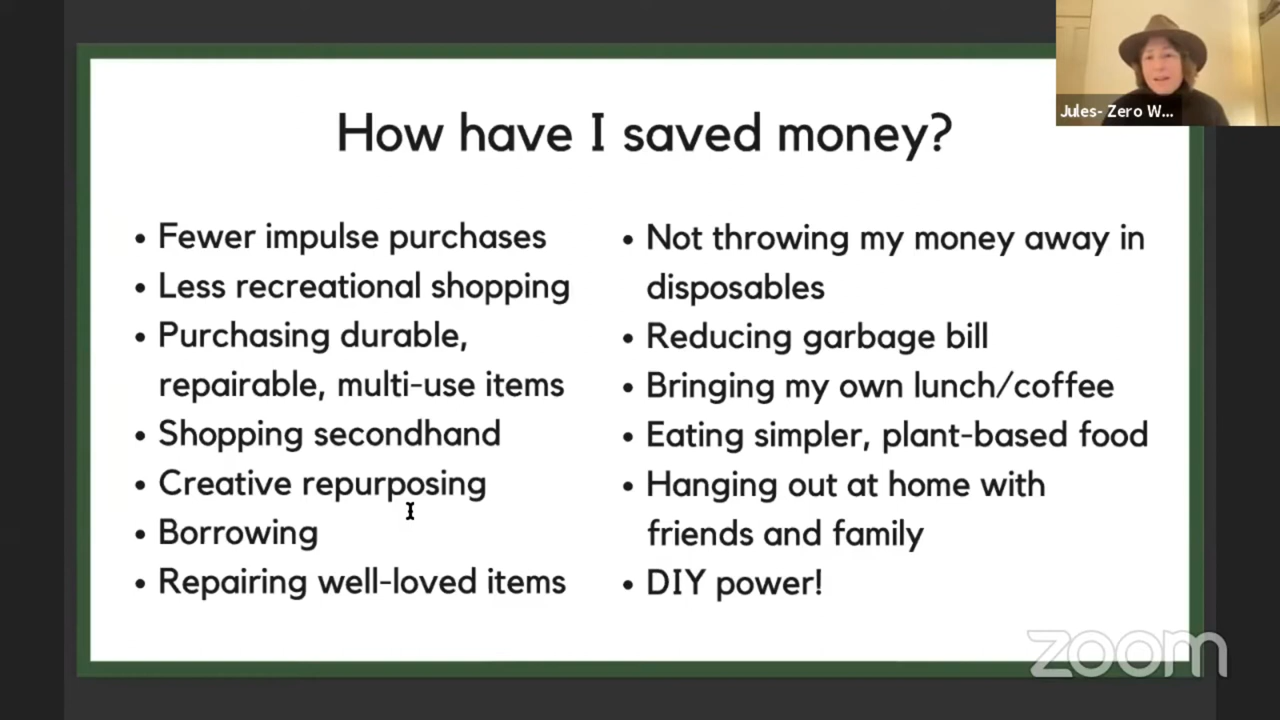 How have I saved money?
• Fewer impulse purchases
• Less recreational shopping
• Purchasing durable,
repairable, multi-use items
• Shopping secondhand
• Creative repurposing
• Borrowing
• Repairing well-loved items
• Not throwing my money away in
disposables
• Reducing garbage bill
• Bringing my own lunch/coffee
• Eating simpler, plant-based food
• Hanging out at home with
friends and family
• DIY power!
Jules- Zero W...
zoom